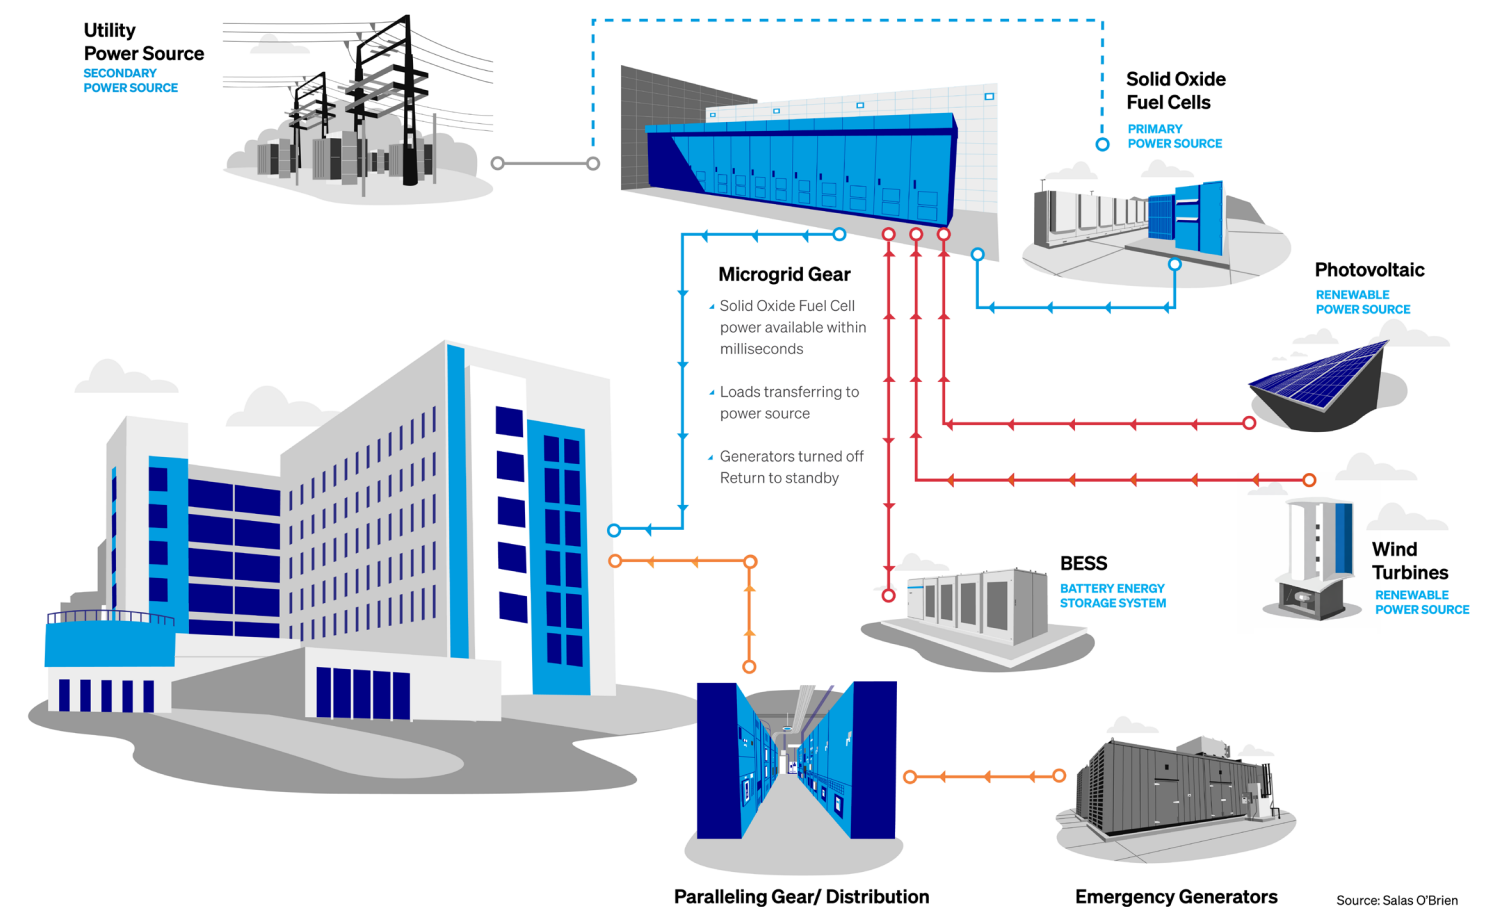 Utility
Power Source
SECONDARY
POWER SOURCE
Solid Oxide
Fuel Cells
PRIMARY
POWER SOURCE
Microgrid Gear
Solid Oxide Fuel Cell
power available within
milliseconds
Loads transferring to
power source
Generators turned off
Return to standby
Photovoltaic
RENEWABLE
POWER SOURCE
Wind
Turbines
RENEWABLE
POWER SOURCE
BESS
BATTERY ENERGY
STORAGE SYSTEM
Paralleling Gear/ Distribution
Emergency Generators
Source: Salas O'Brien